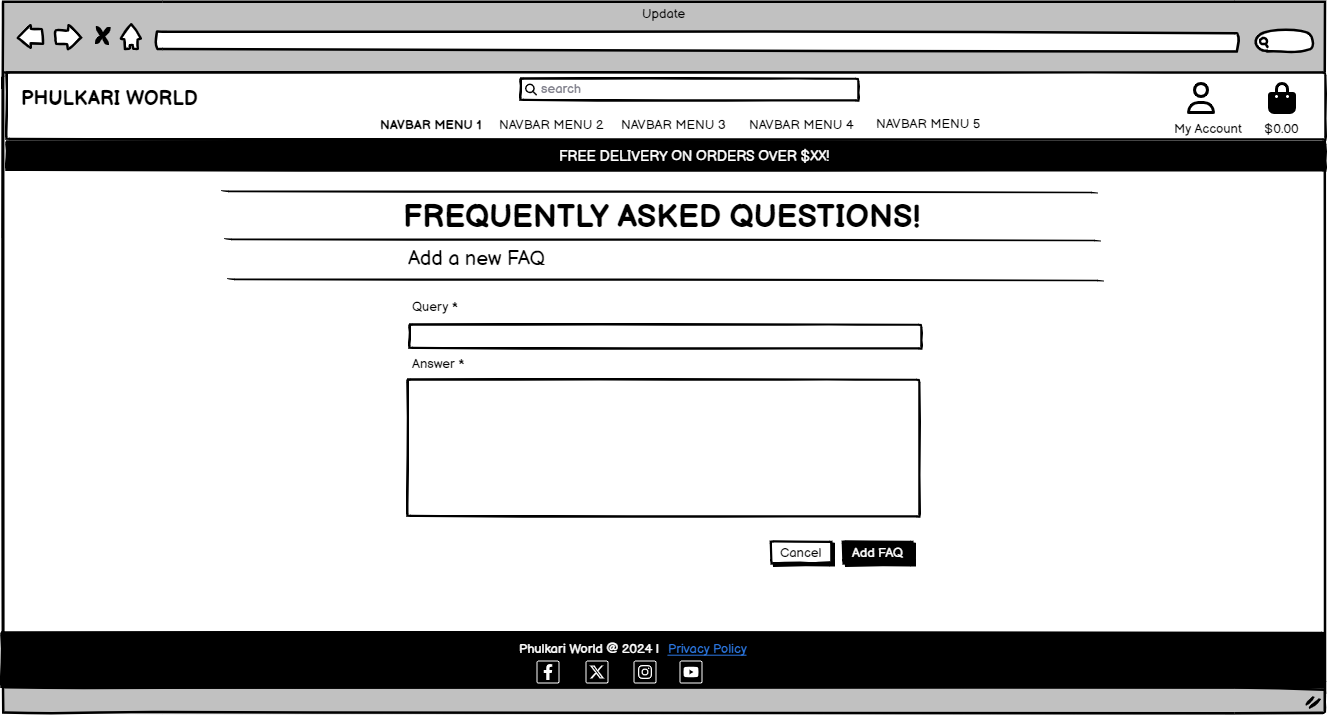 Update
PHULKARI WORLD
search
NAVBAR MENU 1 NAVBAR MENU 2 NAVBAR MENU 3 NAVBAR MENU 4 NAVBAR MENU 5
My Account $0.00
FREE DELIVERY ON ORDERS OVER $XX!
FREQUENTLY ASKED QUESTIONS!
Add a new FAQ
Query *
Answer *
Cancel Add FAQ
Phulkari World @ 2024 | Privacy Policy